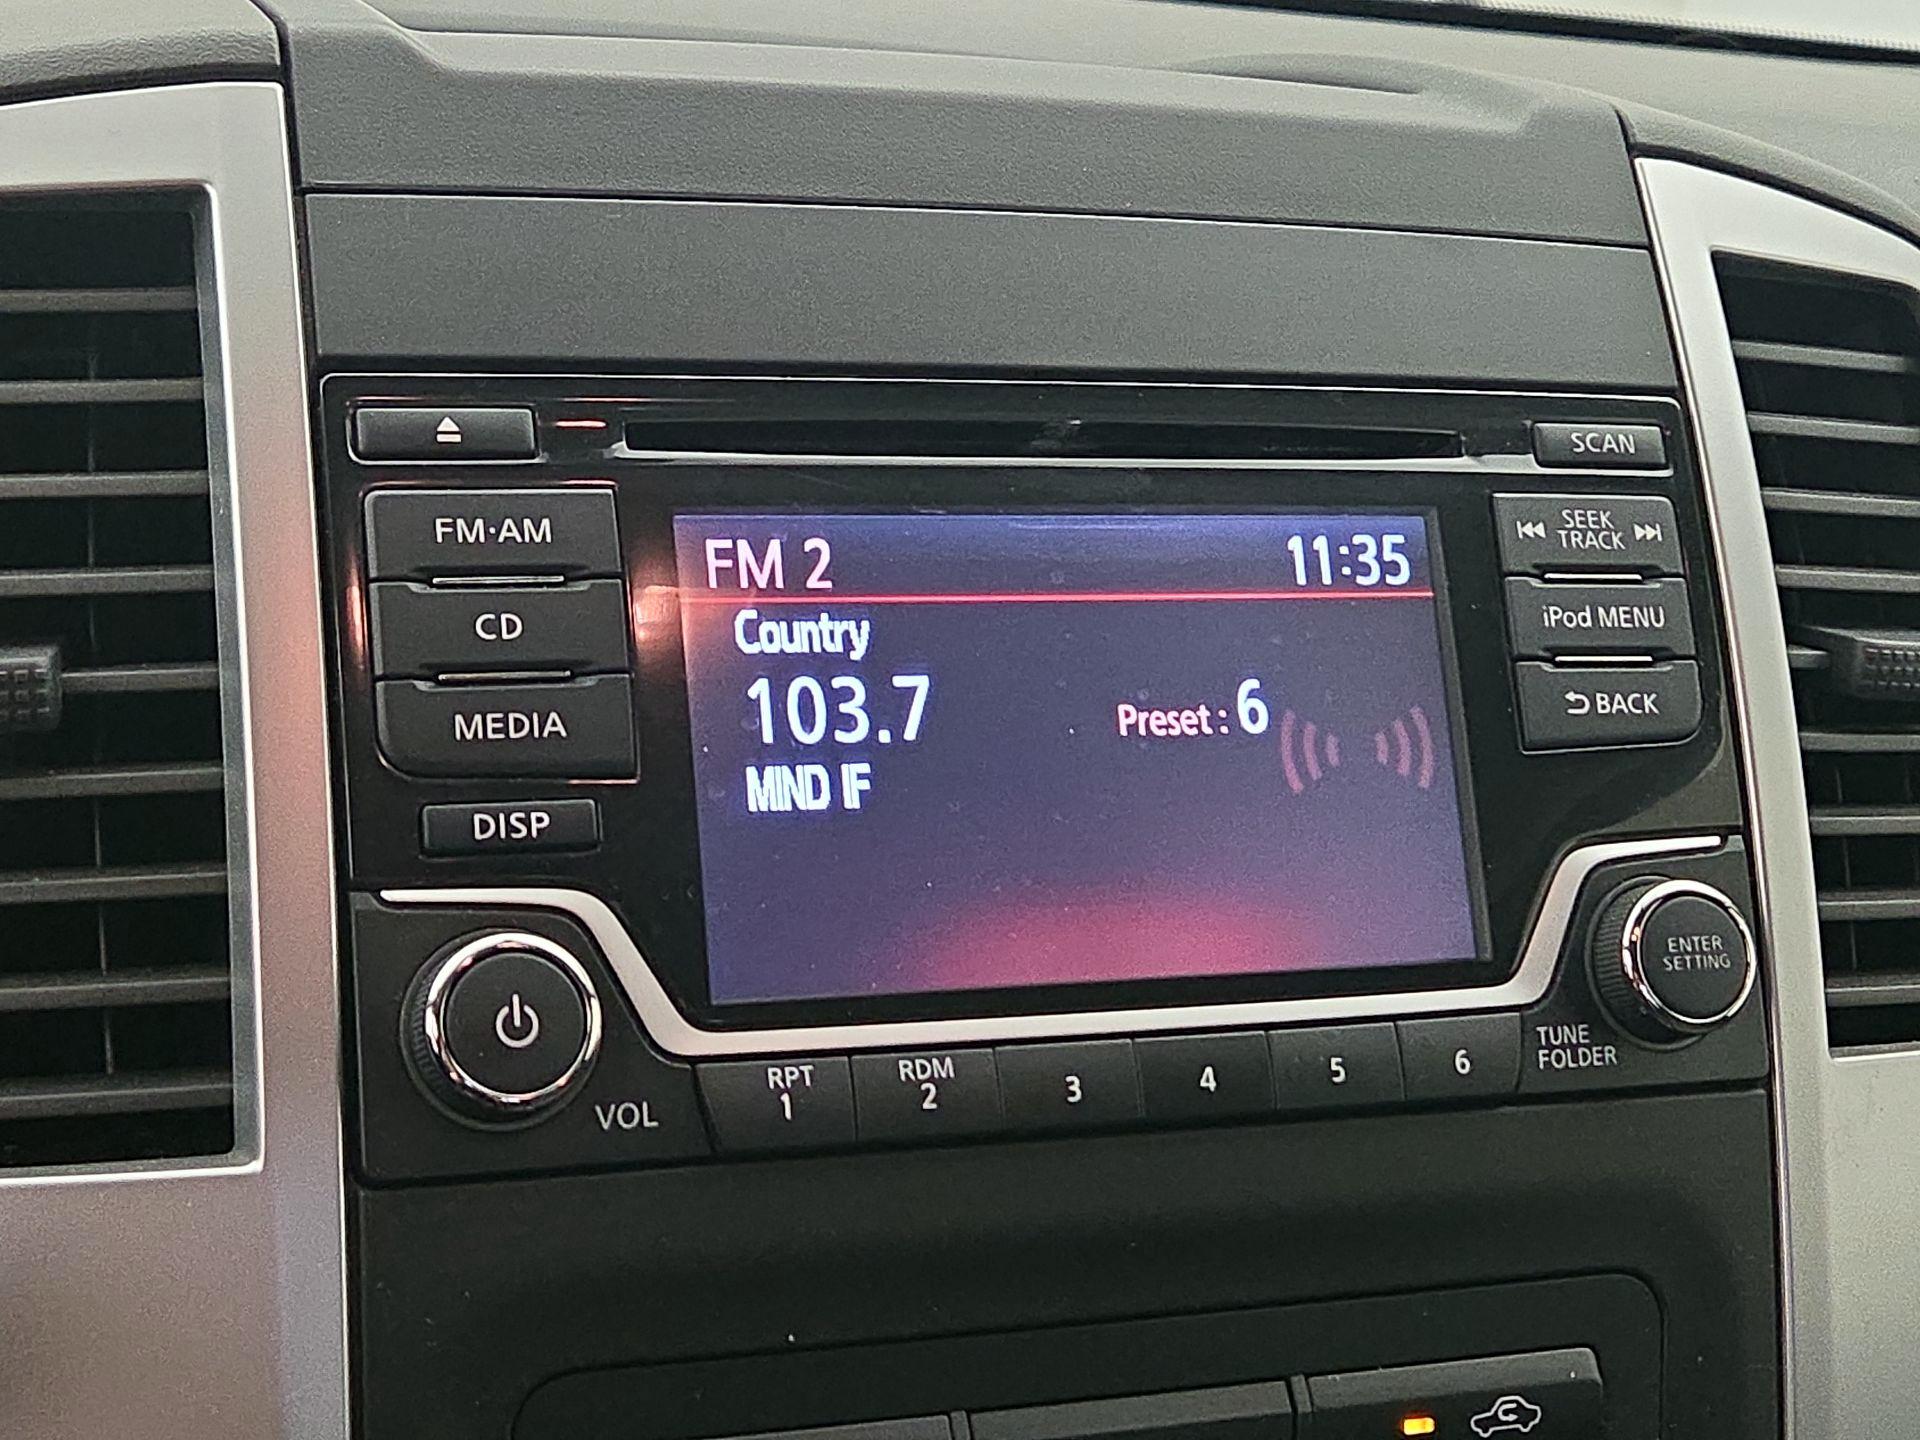 SCAN
FM·AM
SEEK
TRACK
FM 2
11:35
CD
Country
iPod MENU
103.7
Preset: 6
MEDIA
BACK
MIND IF
DISP
ENTER
SETTING
VOL
RPT
1
RDM
2
3
4
5
6
TUNE
FOLDER